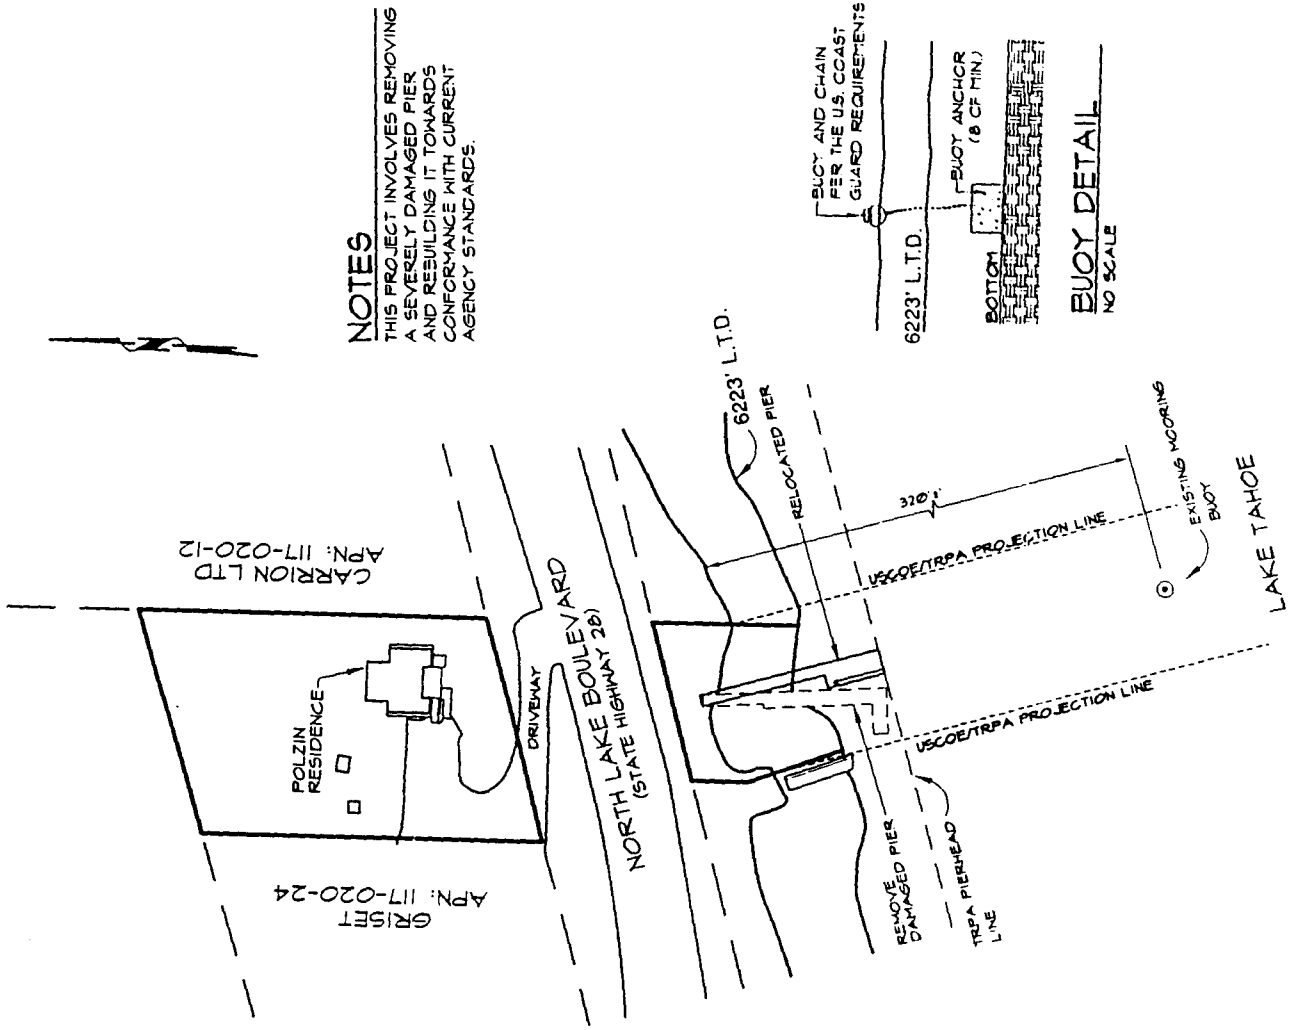 NOTES
THIS PROJECT INVOLVES REMOVING
A SEVERELY DAMAGED PIER
AND REBUILDING IT TOWARDS
CONFORMANCE WITH CURRENT
AGENCY STANDARDS.
CARRION LTD
APN: 117-020-12
POLZIN
RESIDENCE
GRISET
APN: 117-020-24
DRIVEWAY
NORTH LAKE BOULEVARD
(STATE HIGHWAY 28)
6223' L.T.D.
RELOCATED PIER
320'±
USCOE/TRPA PROJECTION LINE
USCOE/TRPA PROJECTION LINE
EXISTING MOORING
BUOY
LAKE TAHOE
REMOVE
DAMAGED PIER
TRPA PIERHEAD
LINE
BUOY AND CHAIN
PER THE U.S. COAST
GUARD REQUIREMENTS
6223' L.T.D.
BUOY ANCHOR
(8 CF MIN.)
BOTTOM
BUOY DETAIL
NO SCALE